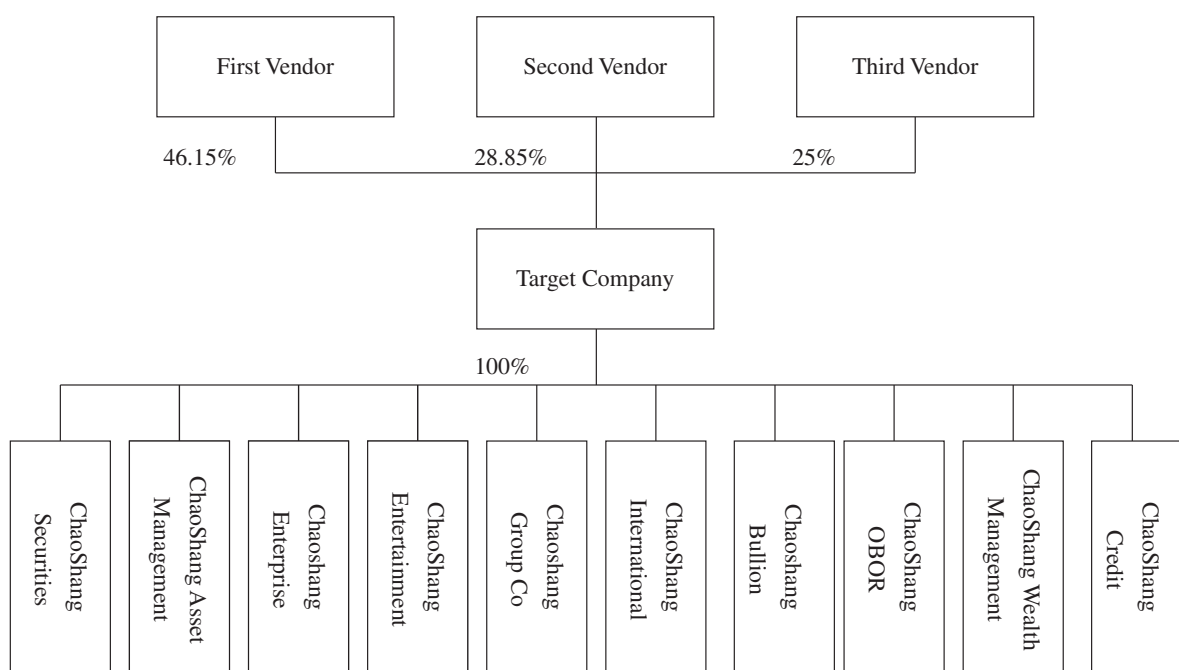 First Vendor
Second Vendor
Third Vendor
46.15%
28.85%
25%
Target Company
100%
ChaoShang
Securities
ChaoShang Asset
Management
Chaoshang
Enterprise
ChaoShang
Entertainment
Chaoshang
Group Co
ChaoShang
International
Chaoshang
Bullion
ChaoShang
OBOR
ChaoShang Wealth
Management
ChaoShang
Credit